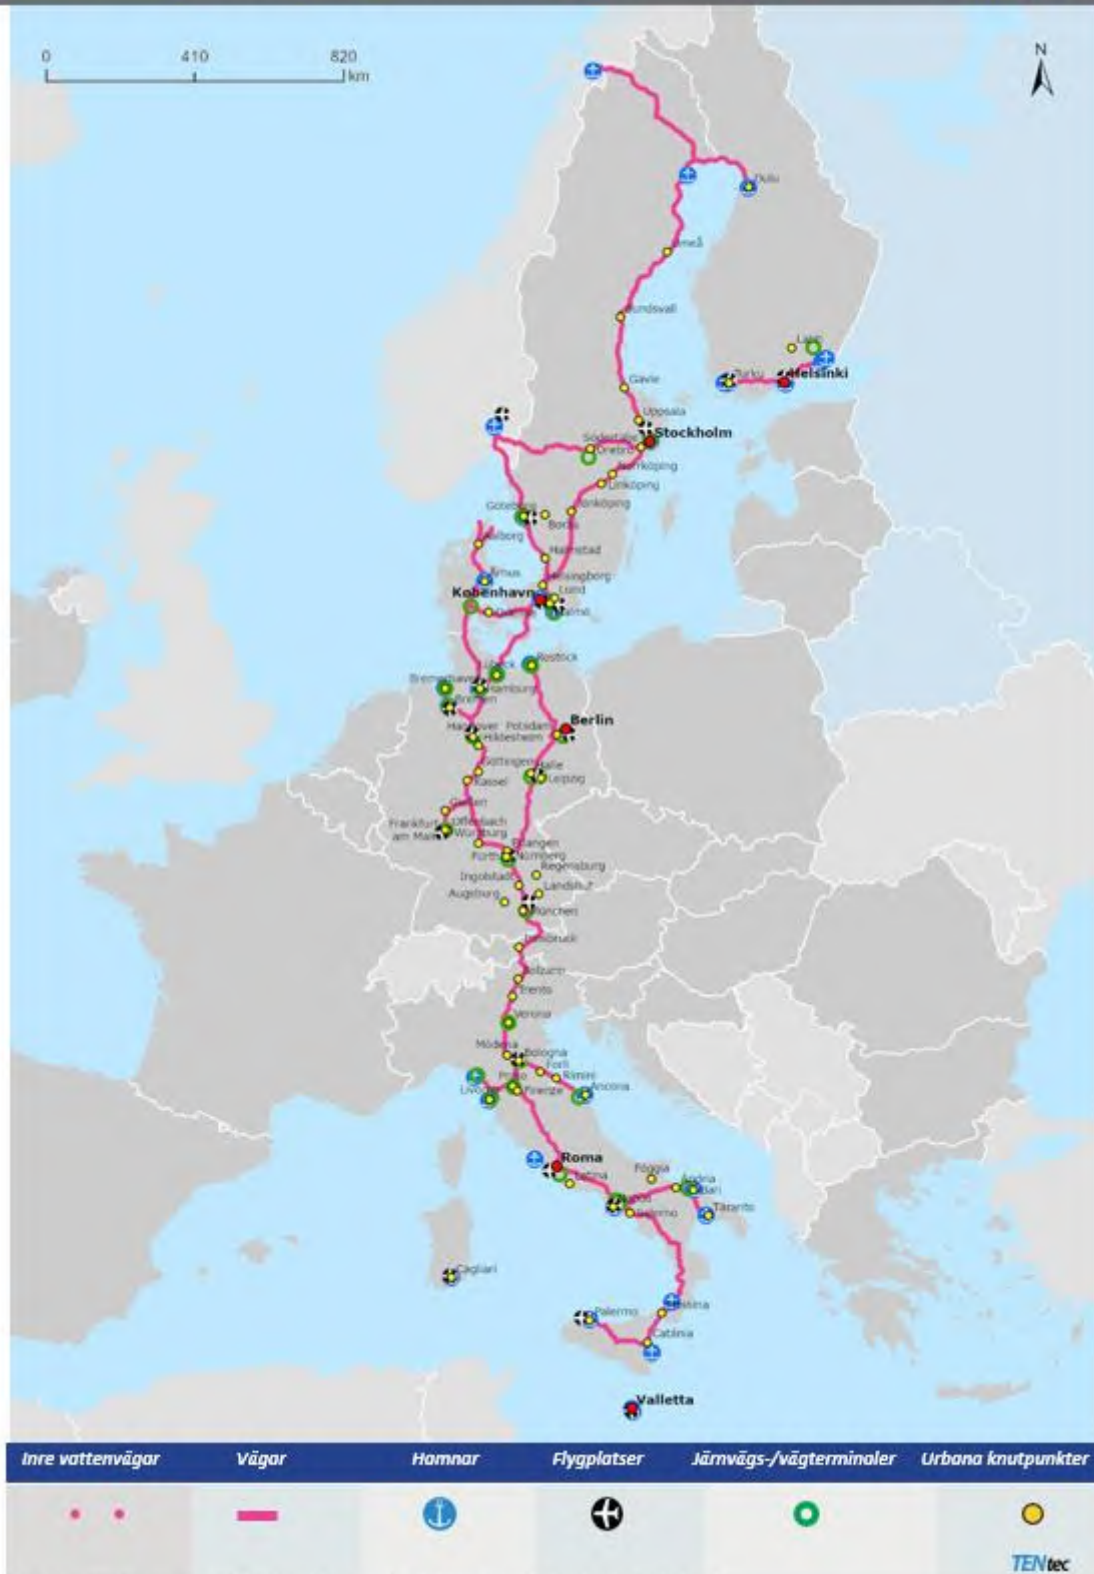 0 410 820
km
N
Oulu
Umeå
Sundsvall
Gävle
Turku
Helsinki
Uppsala
Stockholm
Södertälje
Örebro
Norrköping
Linköping
Jönköping
Göteborg
Borås
Aalborg
Halmstad
Århus
Helsingborg
København
Lund
Malmö
Rostock
Lübeck
Bremerhaven
Hamburg
Bremen
Berlin
Potsdam
Hannover
Hildesheim
Göttingen
Halle
Leipzig
Kassel
Gießen
Offenbach
Frankfurt
am Main
Würzburg
Erlangen
Fürth
Nürnberg
Regensburg
Ingolstadt
Landshut
Augsburg
München
Innsbruck
Bolzano
Trento
Verona
Modena
Bologna
Forlì
Rimini
Prato
Livorno
Firenze
Ancona
Roma
Latina
Foggia
Andria
Bari
Napoli
Salerno
Taranto
Cagliari
Messina
Palermo
Catania
Valletta
Inre vattenvägar Vägar Hamnar Flygplatser Järnvägs-/vägterminaler Urbana knutpunkter
TENtec